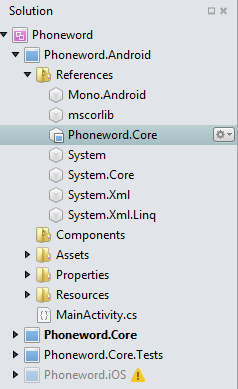 Solution
Phoneword
Phoneword.Android
References
Mono.Android
mscorlib
Phoneword.Core
System
System.Core
System.Xml
System.Xml.Linq
Components
Assets
Properties
Resources
MainActivity.cs
Phoneword.Core
Phoneword.Core.Tests
Phoneword.iOS